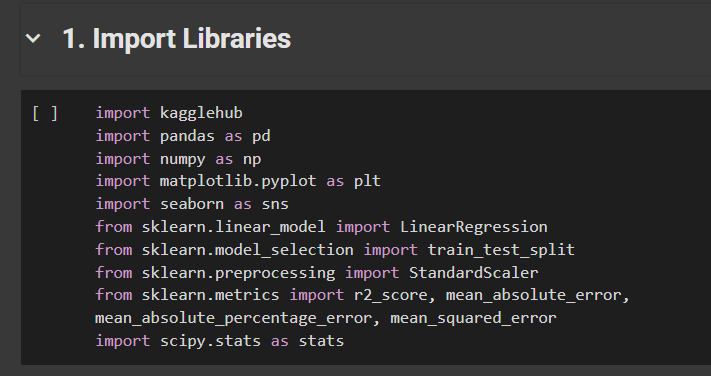 1. Import Libraries
[ ] import kagglehub
import pandas as pd
import numpy as np
import matplotlib.pyplot as plt
import seaborn as sns
from sklearn.linear_model import LinearRegression
from sklearn.model_selection import train_test_split
from sklearn.preprocessing import StandardScaler
from sklearn.metrics import r2_score, mean_absolute_error,
mean_absolute_percentage_error, mean_squared_error
import scipy.stats as stats